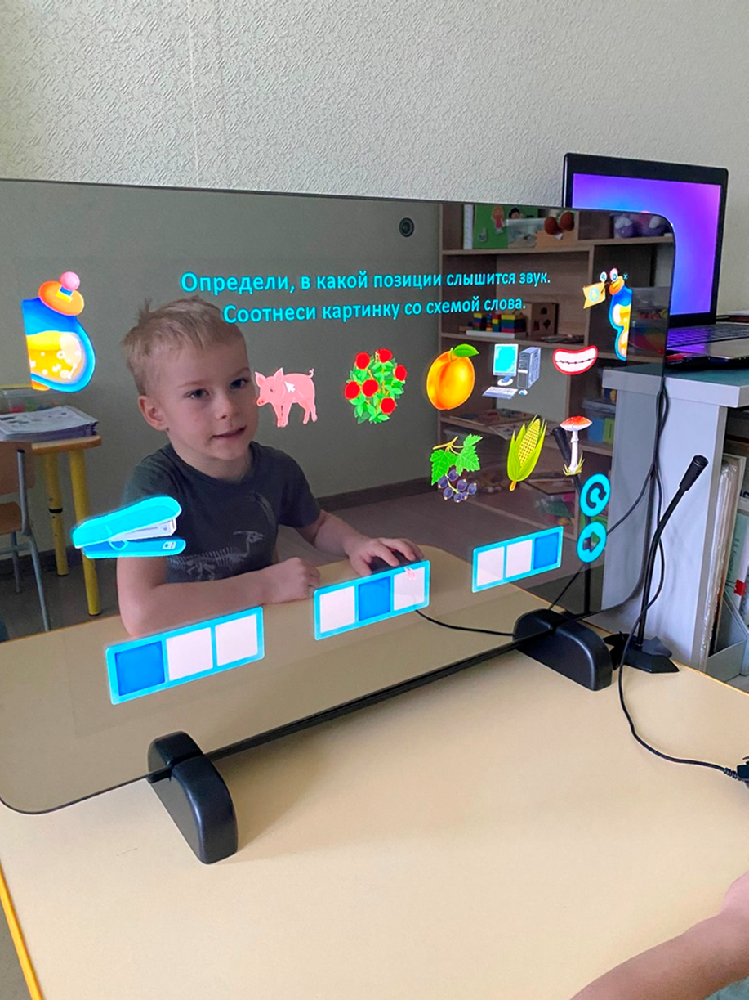 Определи, в какой позиции слышится звук.
Соотнеси картинку со схемой слова.